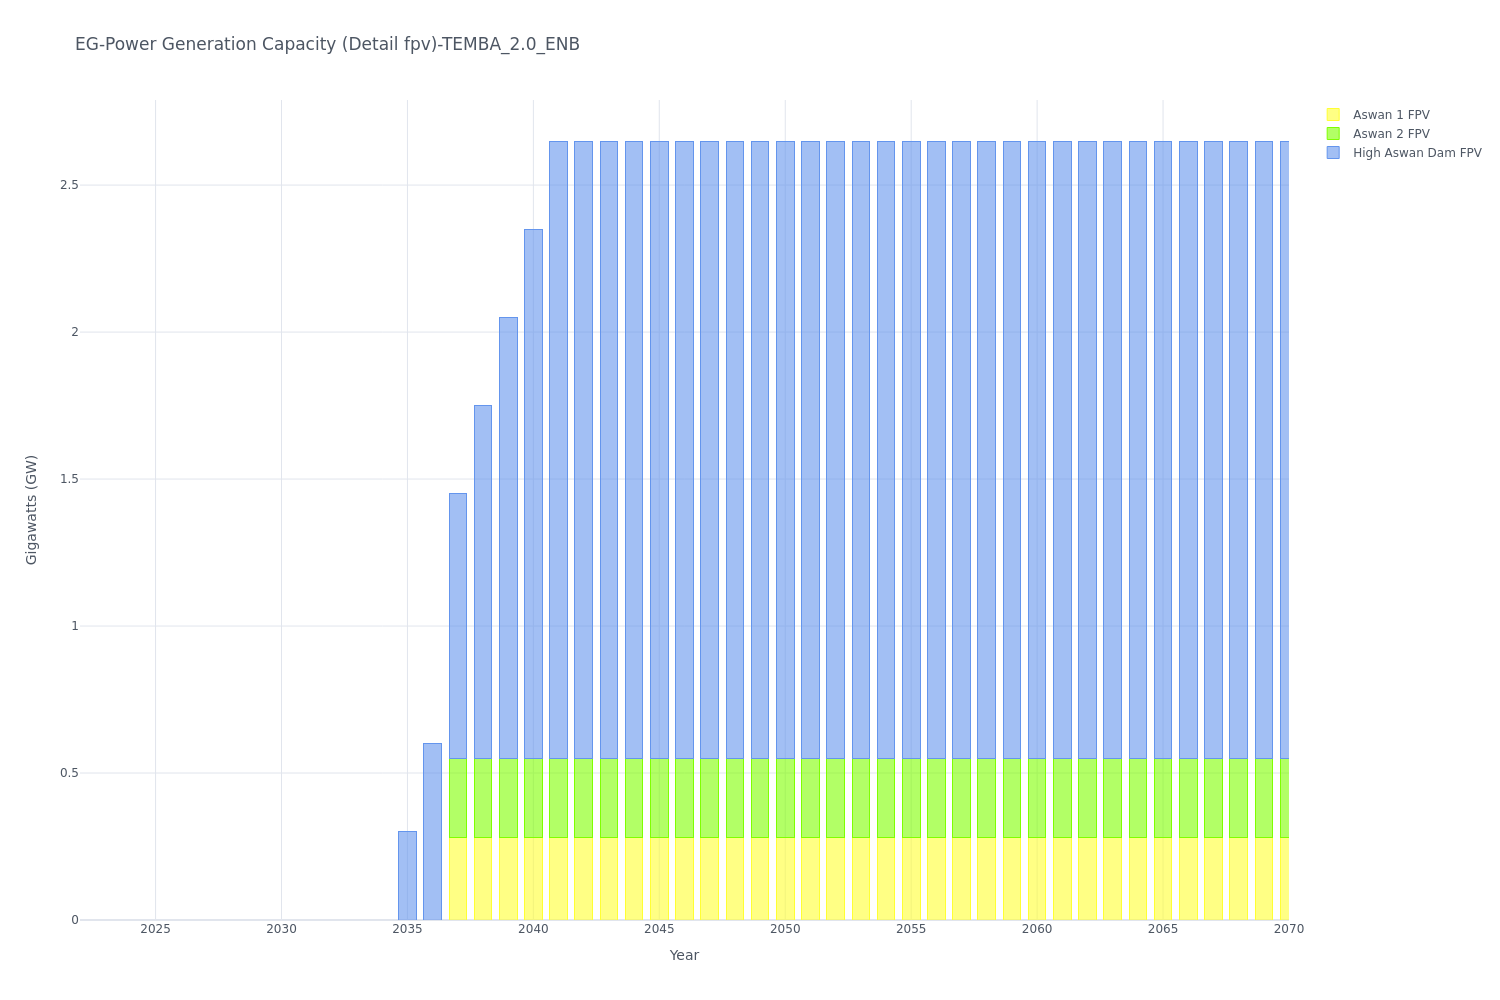 EG-Power Generation Capacity (Detail fpv)-TEMBA_2.0_ENB
Aswan 1 FPV
Aswan 2 FPV
High Aswan Dam FPV
Gigawatts (GW)
2.5
2
1.5
1
0.5
0
2025 2030 2035 2040 2045 2050 2055 2060 2065 2070
Year